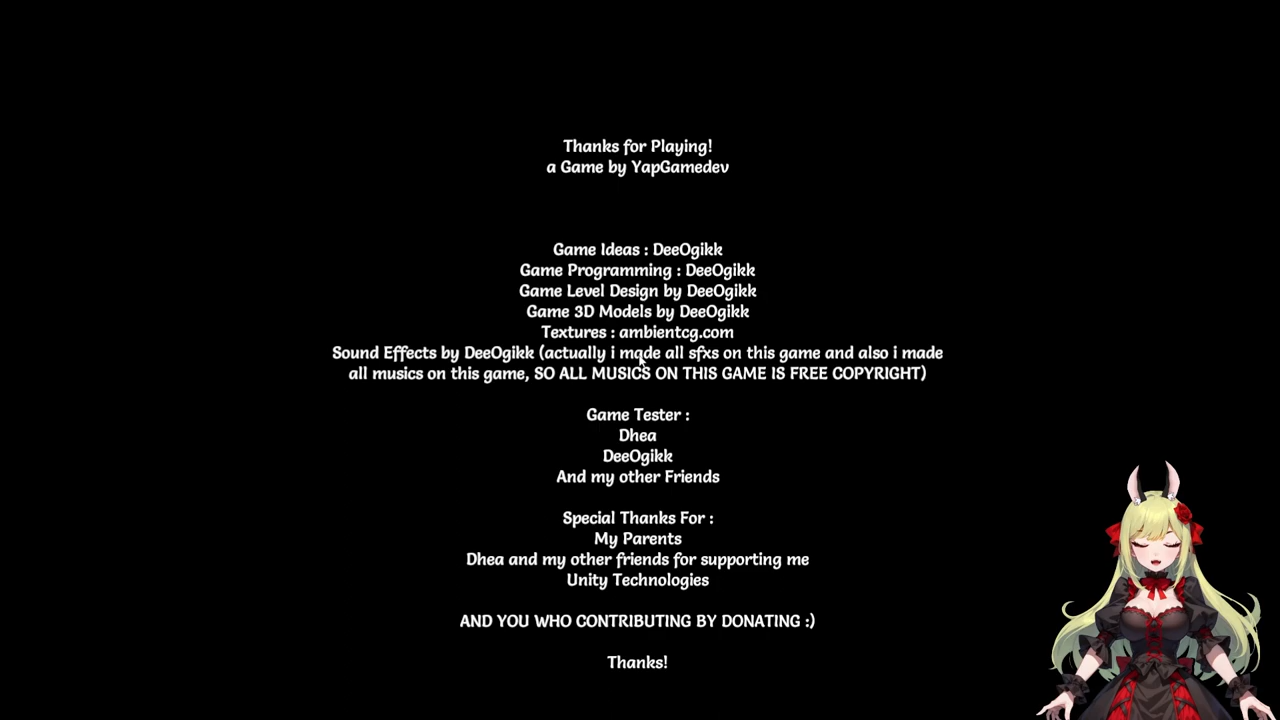 Thanks for Playing!
a Game by YapGamedev
Game Ideas : DeeOgikk
Game Programming : DeeOgikk
Game Level Design by DeeOgikk
Game 3D Models by DeeOgikk
Textures : ambientcg.com
Sound Effects by DeeOgikk (actually i made all sfxs on this game and also i made
all musics on this game, SO ALL MUSICS ON THIS GAME IS FREE COPYRIGHT)
Game Tester :
Dhea
DeeOgikk
And my other Friends
Special Thanks For :
My Parents
Dhea and my other friends for supporting me
Unity Technologies
AND YOU WHO CONTRIBUTING BY DONATING :)
Thanks!